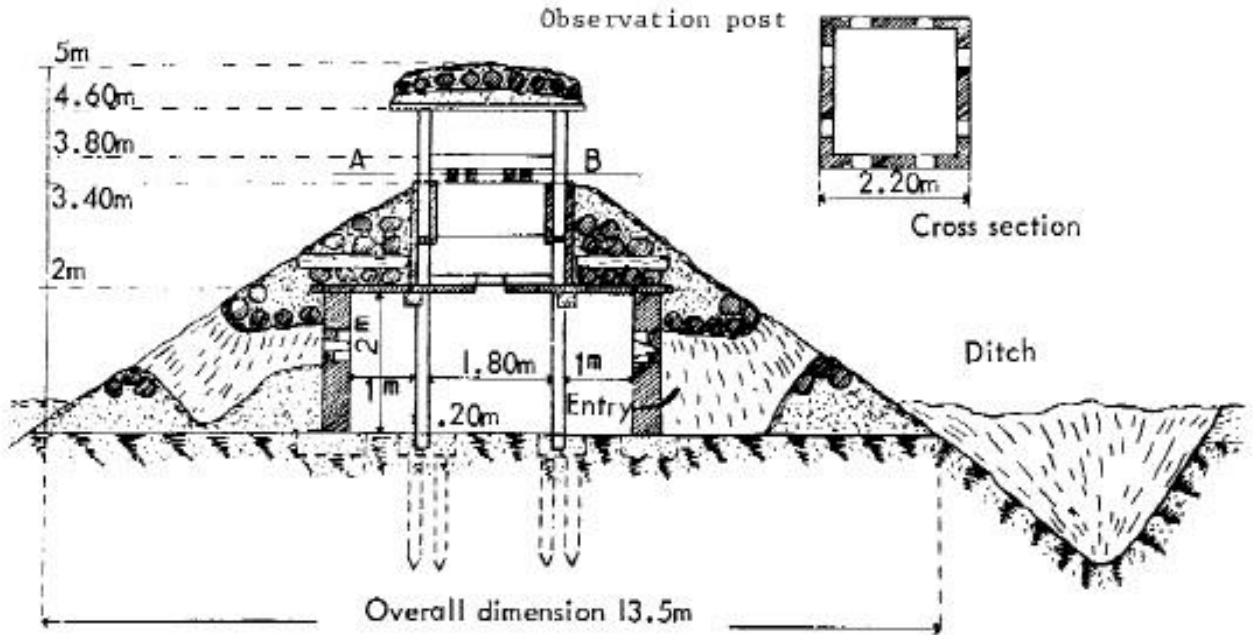 Observation post
5m
4.60m
3.80m
A
B
3.40m
2.20m
Cross section
2m
2m
Ditch
1.80m
1m
1m
Entry
.20m
Overall dimension 13.5m